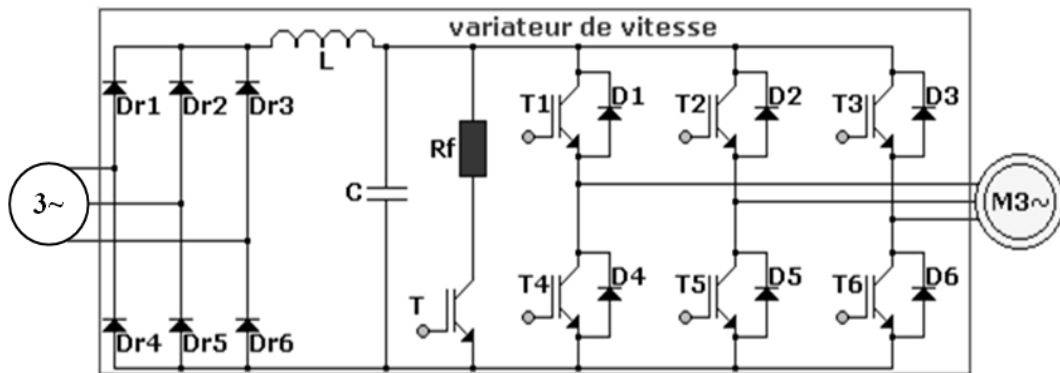 variateur de vitesse
L
Dr1
Dr2
Dr3
T1
D1
T2
D2
T3
D3
Rf
C
3~
M3~
T
T4
D4
T5
D5
T6
D6
Dr4
Dr5
Dr6